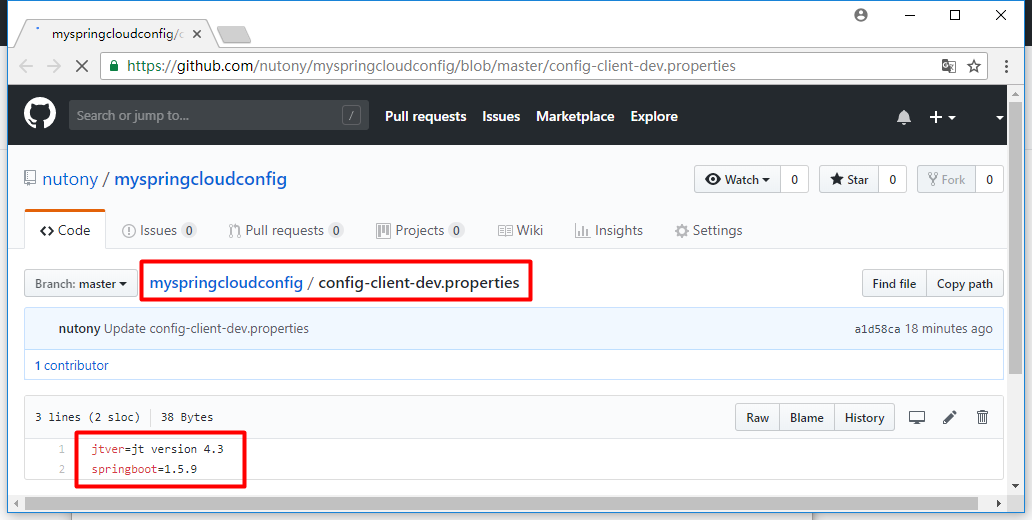 myspringcloudconfig/c
https://github.com/nutony/myspringcloudconfig/blob/master/config-client-dev.properties
Search or jump to... / Pull requests Issues Marketplace Explore
nutony / myspringcloudconfig Watch 0 Star 0 Fork 0
Code Issues 0 Pull requests 0 Projects 0 Wiki Insights Settings
Branch: master myspringcloudconfig / config-client-dev.properties Find file Copy path
nutony Update config-client-dev.properties a1d58ca 18 minutes ago
1 contributor
3 lines (2 sloc) 38 Bytes Raw Blame History
1 jtver=jt version 4.3
2 springboot=1.5.9